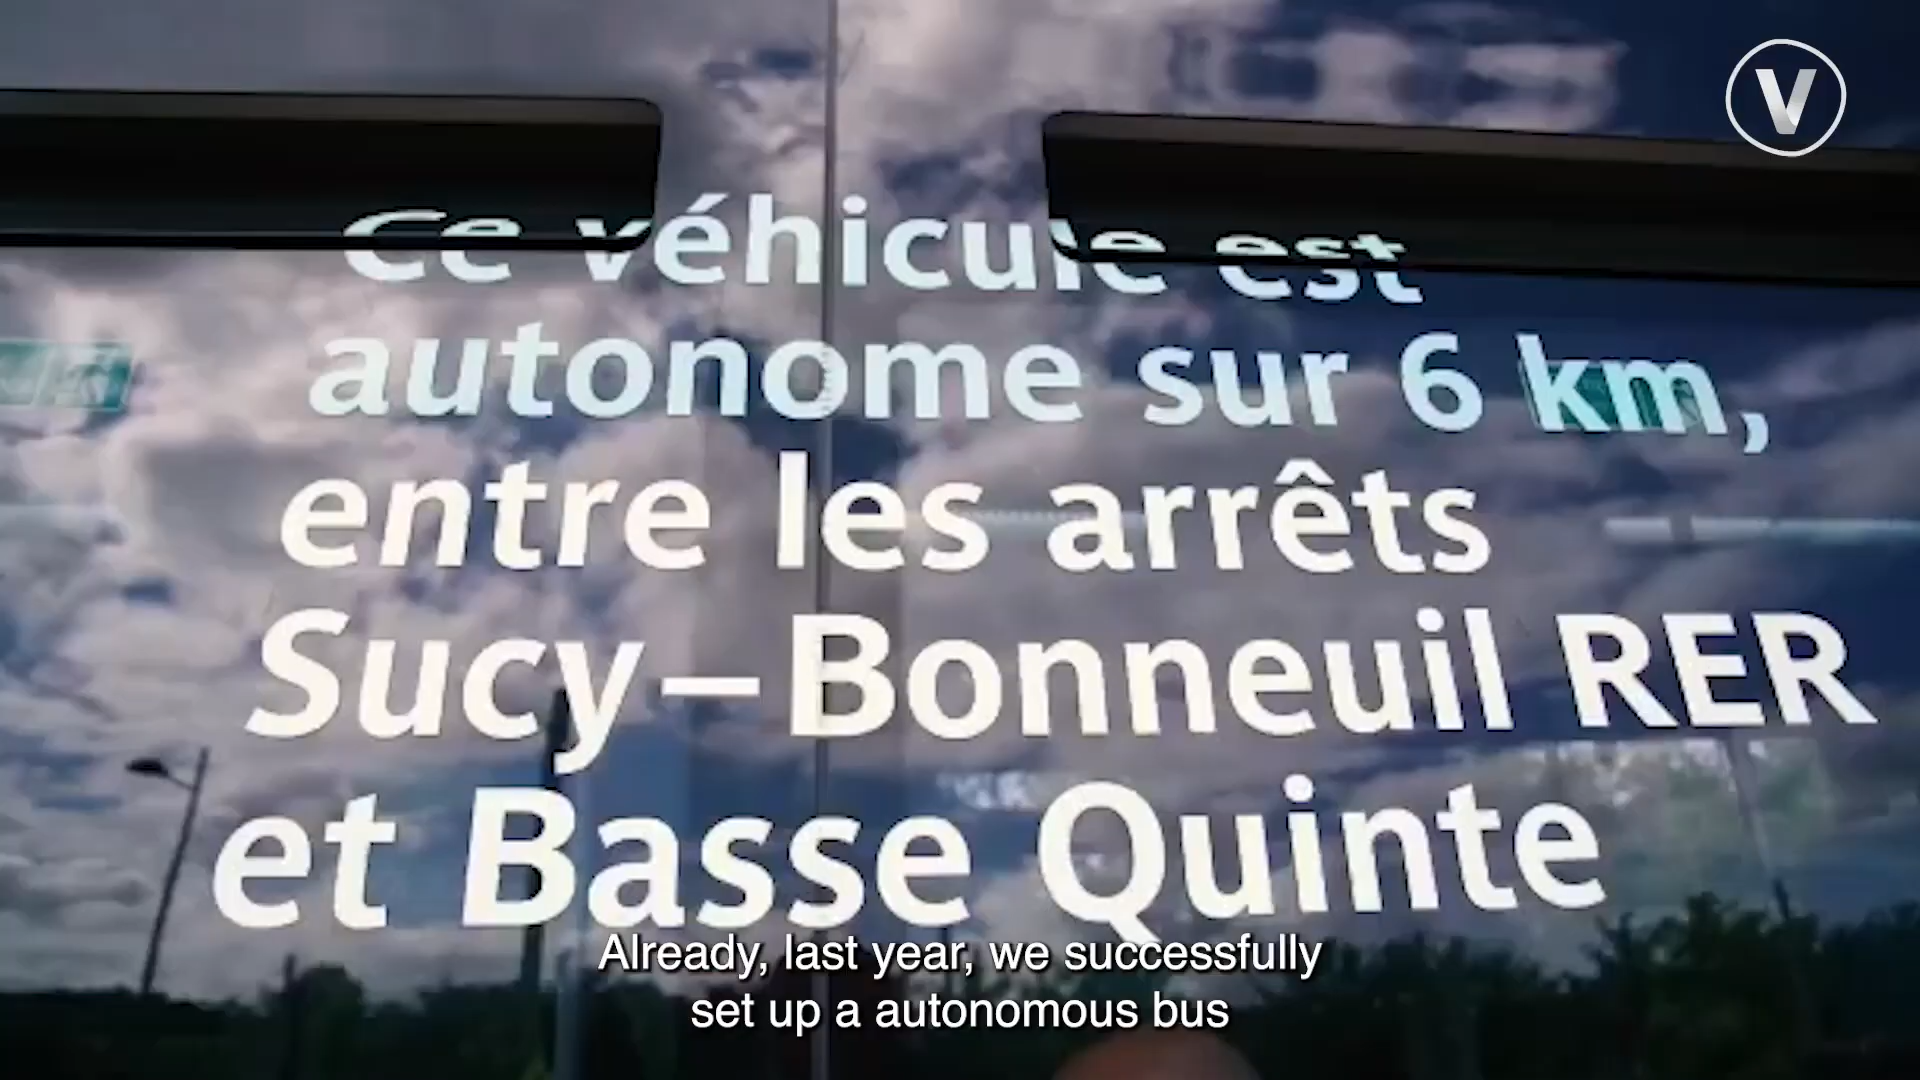 V
Ce véhicule est
autonome sur 6 km,
entre les arrêts
Sucy–Bonneuil RER
et Basse Quinte
Already, last year, we successfully
set up a autonomous bus